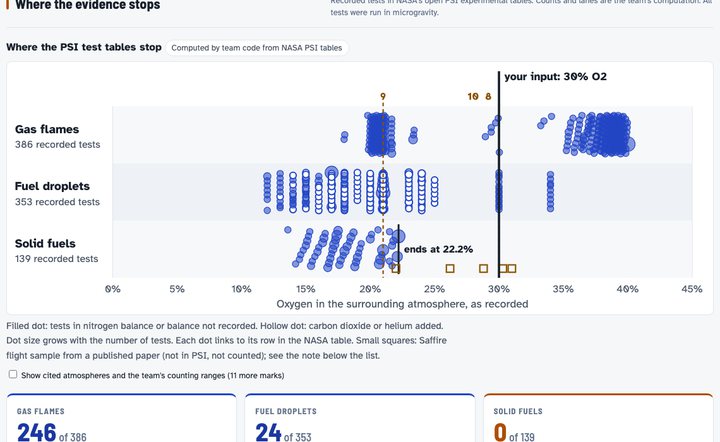 Where the evidence stops
Recorded tests in NASA's open PSI experimental tables. Counts and lanes are the team's computation. All
tests were run in microgravity.
Where the PSI test tables stop
Computed by team code from NASA PSI tables
your input: 30% O2
9
10 8
Gas flames
386 recorded tests
Fuel droplets
353 recorded tests
Solid fuels
139 recorded tests
ends at 22.2%
0% 5% 10% 15% 20% 25% 30% 35% 40% 45%
Oxygen in the surrounding atmosphere, as recorded
Filled dot: tests in nitrogen balance or balance not recorded. Hollow dot: carbon dioxide or helium added.
Dot size grows with the number of tests. Each dot links to its row in the NASA table. Small squares: Saffire
flight sample from a published paper (not in PSI, not counted); see the note below the list.
Show cited atmospheres and the team's counting ranges (11 more marks)
GAS FLAMES
246 of 386
FUEL DROPLETS
24 of 353
SOLID FUELS
0 of 139